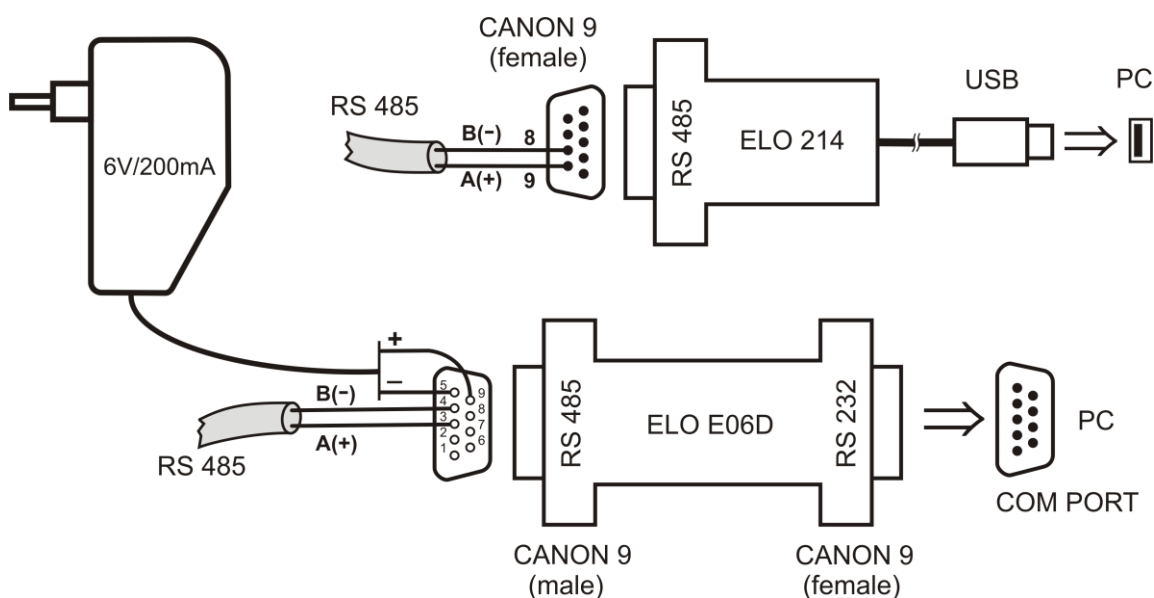 CANON 9
(female)
RS 485
B(-) 8
A(+) 9
RS 485
ELO 214
USB
PC
6V/200mA
+
–
B(-)
A(+)
RS 485
5
4
3
2
1
9
8
7
6
RS 485
ELO E06D
RS 232
PC
COM PORT
CANON 9
(male)
CANON 9
(female)